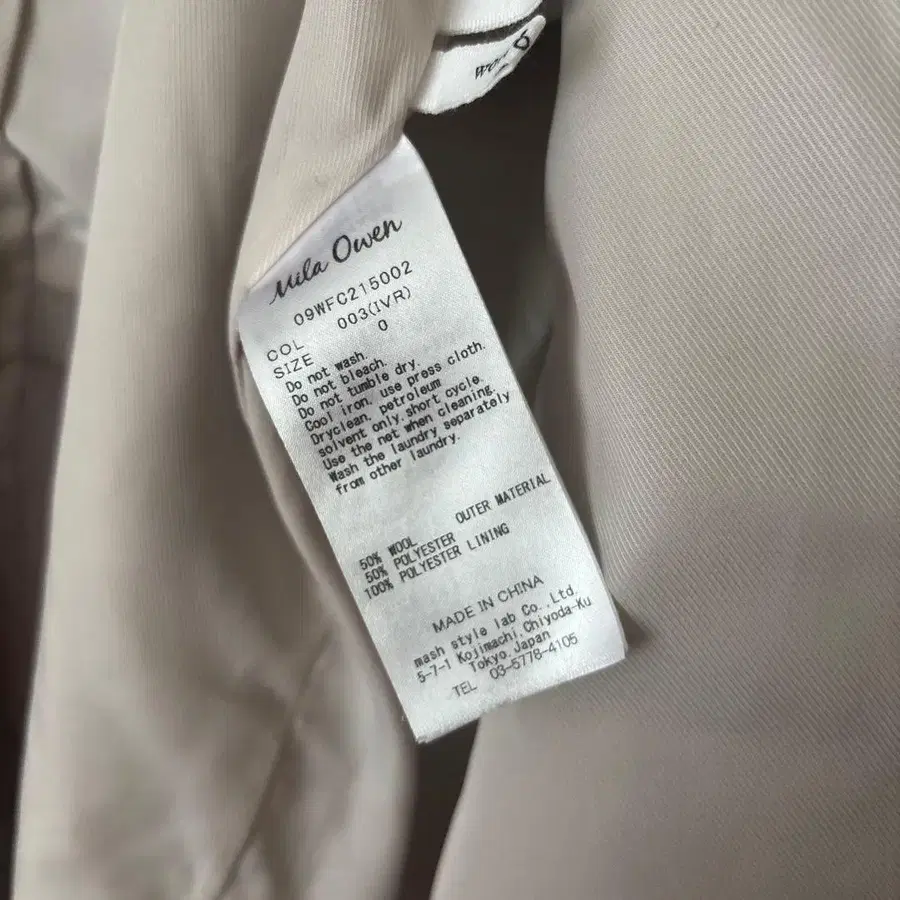 Mila Owen
09WFC215002
COL 003(IVR)
SIZE 0
Do not wash.
Do not bleach.
Do not tumble dry.
Cool iron, use press cloth.
Dryclean, petroleum
solvent only,short cycle.
Use the net when cleaning.
Wash the laundry separately
from other laundry.
OUTER MATERIAL
50% WOOL
50% POLYESTER
100% POLYESTER LINING
MADE IN CHINA
mash style lab Co.,Ltd.
5-7-1 Kojimachi,Chiyoda-Ku
Tokyo,Japan
TEL 03-5778-4105